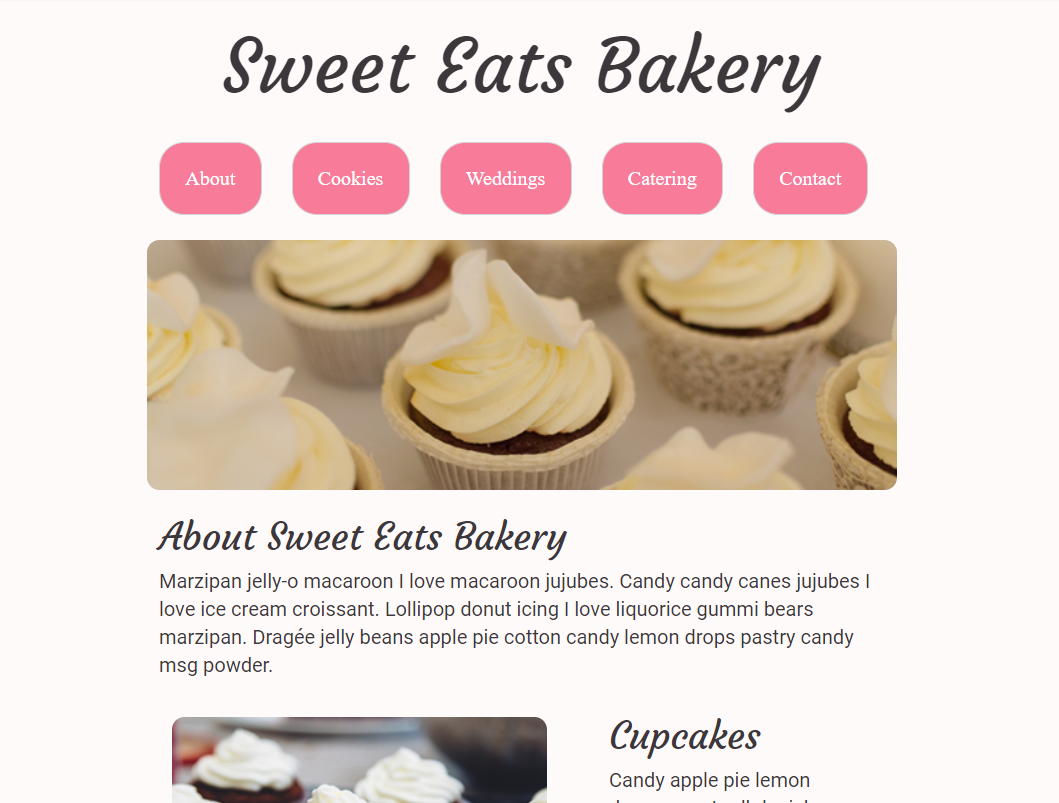 Sweet Eats Bakery
About Cookies Weddings Catering Contact
About Sweet Eats Bakery
Marzipan jelly-o macaroon I love macaroon jujubes. Candy candy canes jujubes I
love ice cream croissant. Lollipop donut icing I love liquorice gummi bears
marzipan. Dragée jelly beans apple pie cotton candy lemon drops pastry candy
msg powder.
Cupcakes
Candy apple pie lemon